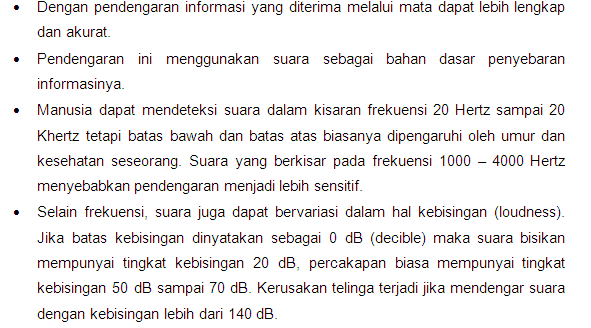 • Dengan pendengaran informasi yang diterima melalui mata dapat lebih lengkap
dan akurat.
• Pendengaran ini menggunakan suara sebagai bahan dasar penyebaran
informasinya.
• Manusia dapat mendeteksi suara dalam kisaran frekuensi 20 Hertz sampai 20
Khertz tetapi batas bawah dan batas atas biasanya dipengaruhi oleh umur dan
kesehatan seseorang. Suara yang berkisar pada frekuensi 1000 – 4000 Hertz
menyebabkan pendengaran menjadi lebih sensitif.
• Selain frekuensi, suara juga dapat bervariasi dalam hal kebisingan (loudness).
Jika batas kebisingan dinyatakan sebagai 0 dB (decible) maka suara bisikan
mempunyai tingkat kebisingan 20 dB, percakapan biasa mempunyai tingkat
kebisingan 50 dB sampai 70 dB. Kerusakan telinga terjadi jika mendengar suara
dengan kebisingan lebih dari 140 dB.